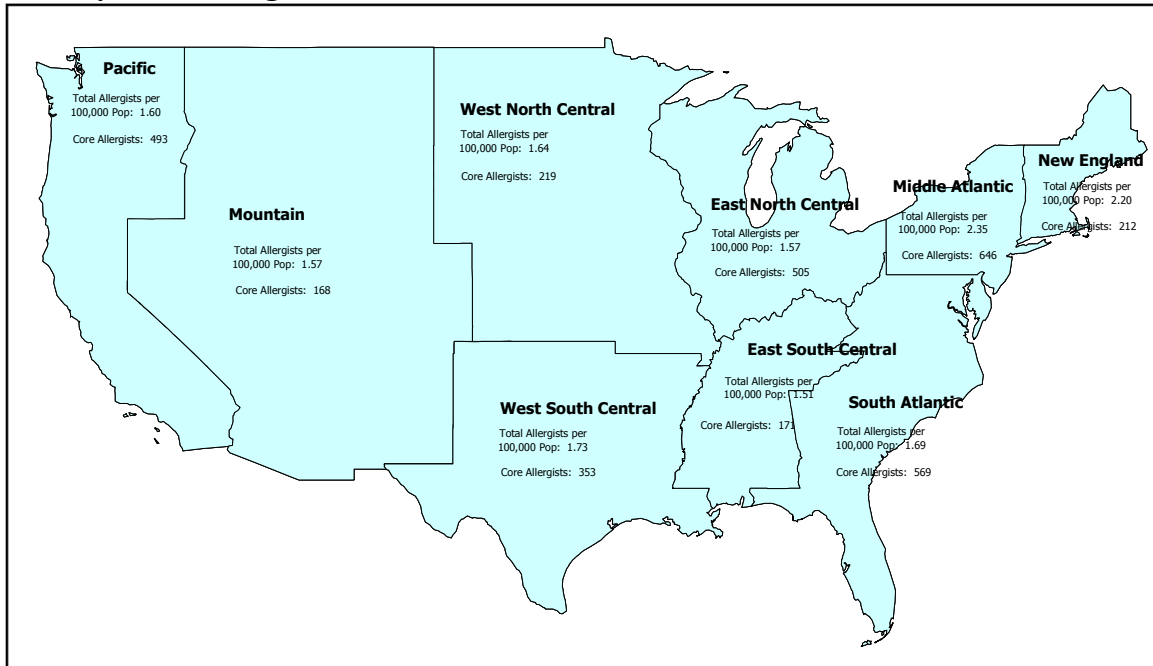 Pacific
Total Allergists per
100,000 Pop: 1.60
Core Allergists: 493
Mountain
Total Allergists per
100,000 Pop: 1.57
Core Allergists: 168
West North Central
Total Allergists per
100,000 Pop: 1.64
Core Allergists: 219
West South Central
Total Allergists per
100,000 Pop: 1.73
Core Allergists: 353
East North Central
Total Allergists per
100,000 Pop: 1.57
Core Allergists: 505
East South Central
Total Allergists per
100,000 Pop: 1.51
Core Allergists: 171
South Atlantic
Total Allergists per
100,000 Pop: 1.69
Core Allergists: 569
Middle Atlantic
Total Allergists per
100,000 Pop: 2.35
Core Allergists: 646
New England
Total Allergists per
100,000 Pop: 2.20
Core Allergists: 212